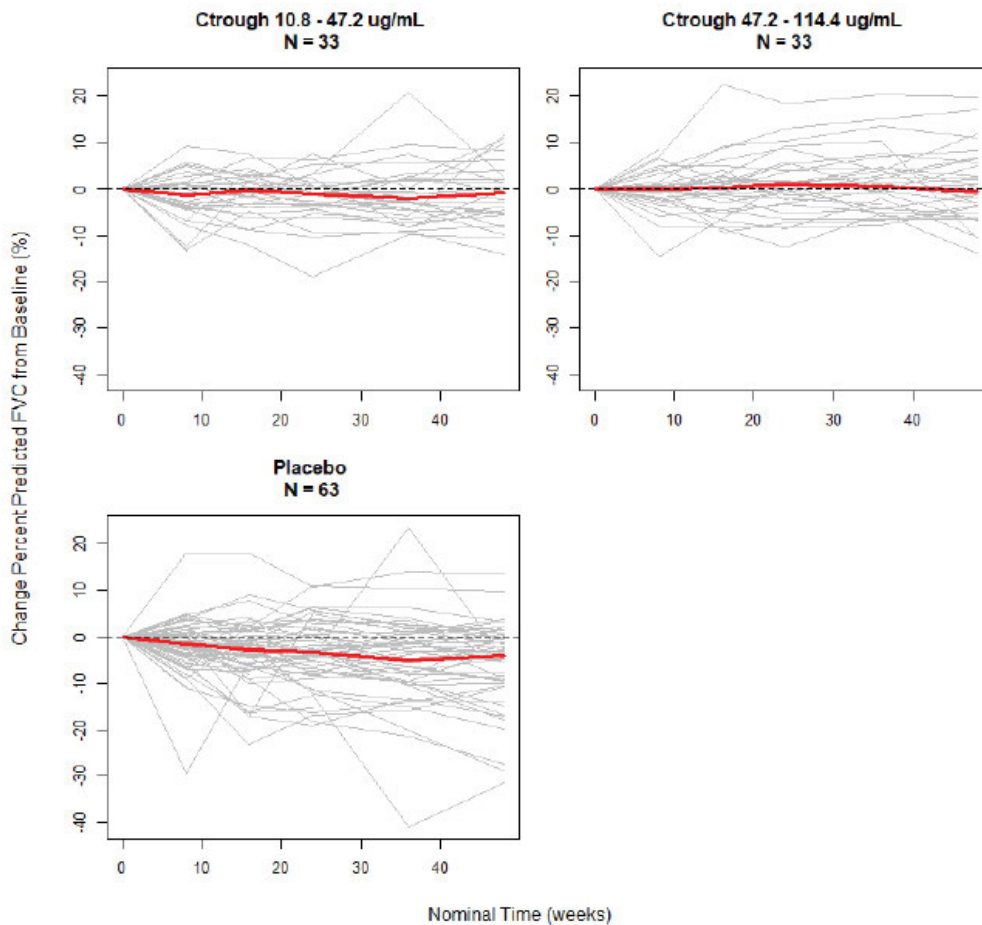 Ctrough 10.8 - 47.2 ug/mL
N = 33
Ctrough 47.2 - 114.4 ug/mL
N = 33
20
10
0
-10
-20
-30
-40
0 10 20 30 40
20
10
0
-10
-20
-30
-40
0 10 20 30 40
Placebo
N = 63
20
10
0
-10
-20
-30
-40
0 10 20 30 40
Change Percent Predicted FVC from Baseline (%)
Nominal Time (weeks)